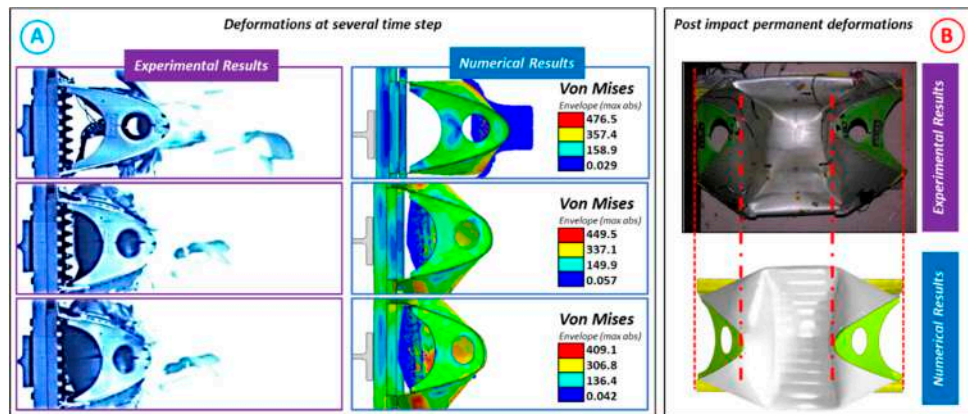 A
Deformations at several time step
Experimental Results
Numerical Results
Von Mises
Envelope (max abs)
476.5
357.4
158.9
0.029
Von Mises
Envelope (max abs)
449.5
337.1
149.9
0.057
Von Mises
Envelope (max abs)
409.1
306.8
136.4
0.042
Post impact permanent deformations
B
Experimental Results
Numerical Results